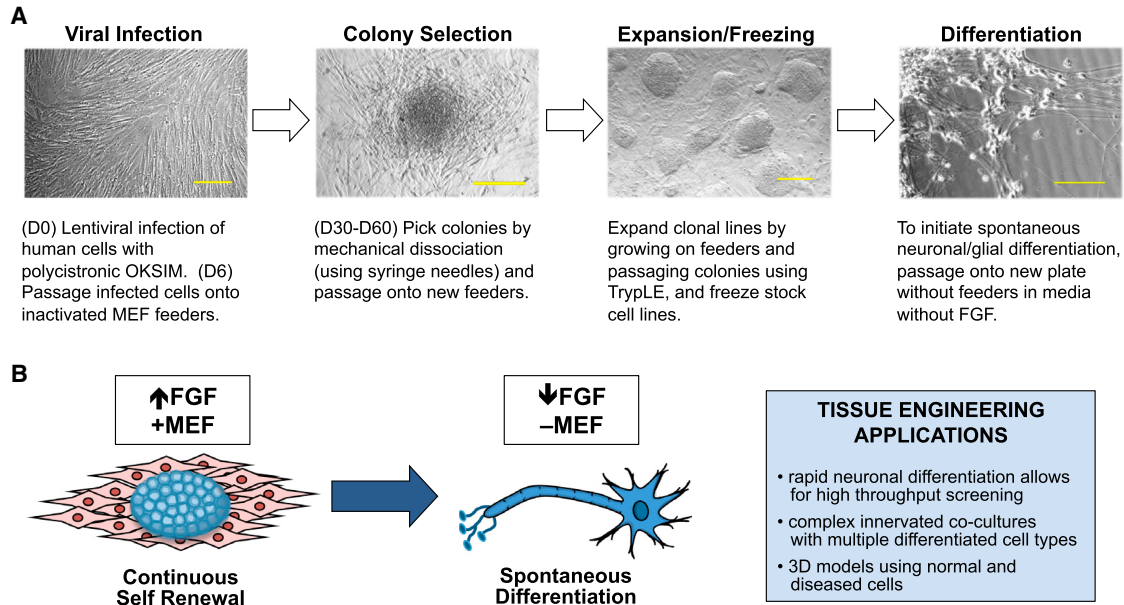 A
Viral Infection
Colony Selection
Expansion/Freezing
Differentiation
(D0) Lentiviral infection of
human cells with
polycistronic OKSIM. (D6)
Passage infected cells onto
inactivated MEF feeders.
(D30-D60) Pick colonies by
mechanical dissociation
(using syringe needles) and
passage onto new feeders.
Expand clonal lines by
growing on feeders and
passaging colonies using
TrypLE, and freeze stock
cell lines.
To initiate spontaneous
neuronal/glial differentiation,
passage onto new plate
without feeders in media
without FGF.
B
↑FGF
+MEF
Continuous
Self Renewal
↓FGF
–MEF
Spontaneous
Differentiation
TISSUE ENGINEERING
APPLICATIONS
• rapid neuronal differentiation allows
for high throughput screening
• complex innervated co-cultures
with multiple differentiated cell types
• 3D models using normal and
diseased cells